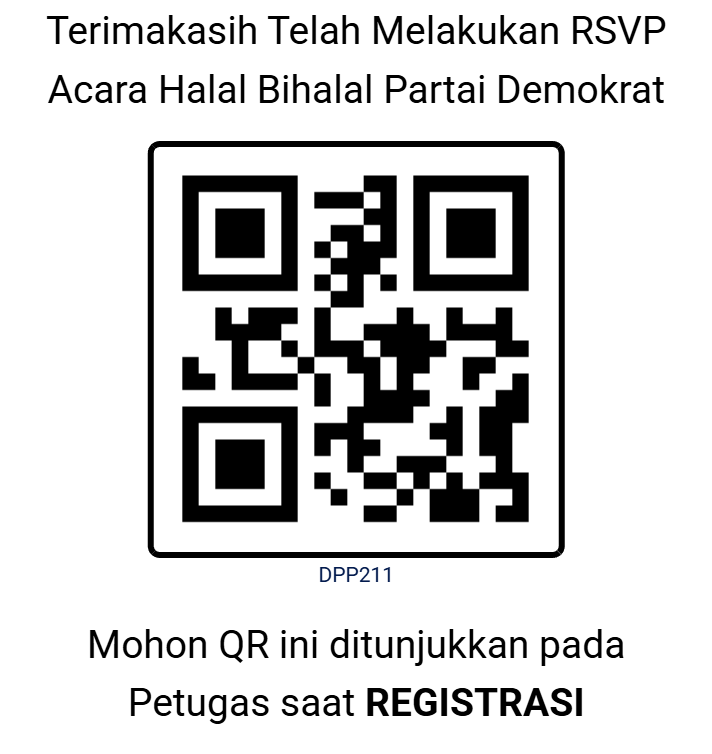 Terimakasih Telah Melakukan RSVP
Acara Halal Bihalal Partai Demokrat
DPP211
Mohon QR ini ditunjukkan pada
Petugas saat REGISTRASI